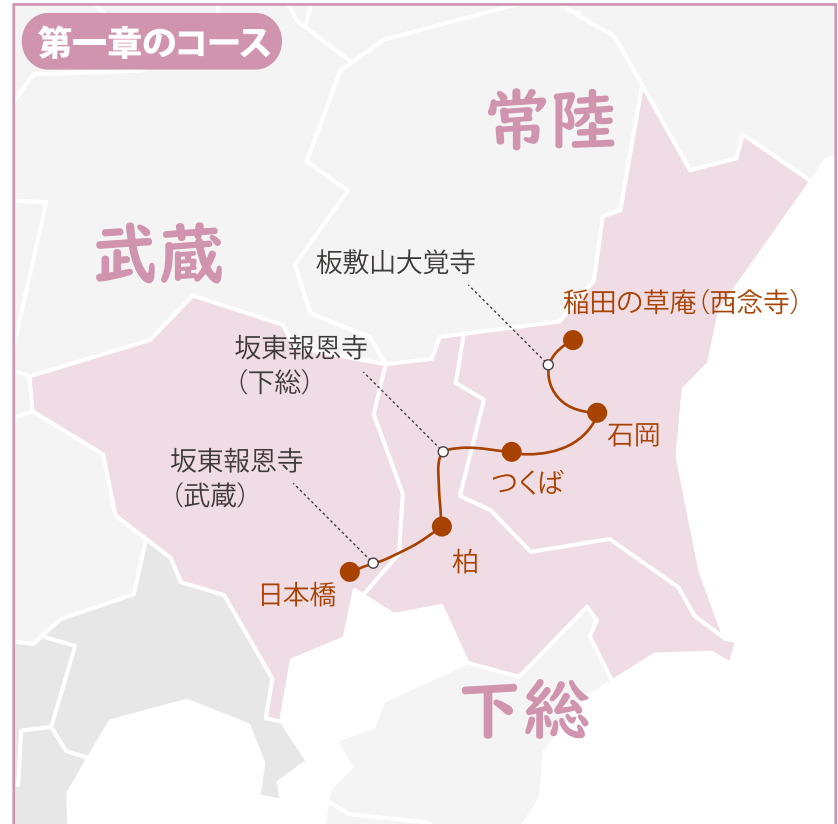 第一章のコース
常陸
武蔵
板敷山大覚寺
稲田の草庵（西念寺）
坂東報恩寺
（下総）
石岡
坂東報恩寺
（武蔵）
つくば
柏
日本橋
下総